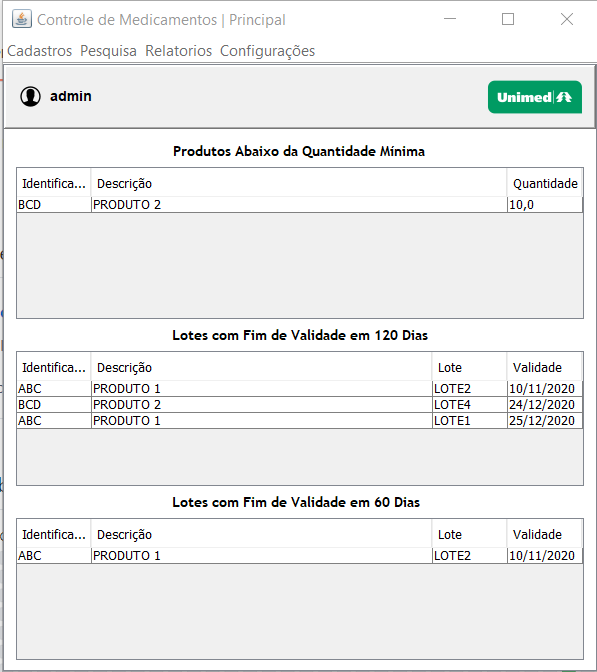 Controle de Medicamentos | Principal
Cadastros Pesquisa Relatorios Configurações
admin
Unimed
Produtos Abaixo da Quantidade Mínima
Identifica... Descrição Quantidade
BCD PRODUTO 2 10,0
Lotes com Fim de Validade em 120 Dias
Identifica... Descrição Lote Validade
ABC PRODUTO 1 LOTE2 10/11/2020
BCD PRODUTO 2 LOTE4 24/12/2020
ABC PRODUTO 1 LOTE1 25/12/2020
Lotes com Fim de Validade em 60 Dias
Identifica... Descrição Lote Validade
ABC PRODUTO 1 LOTE2 10/11/2020